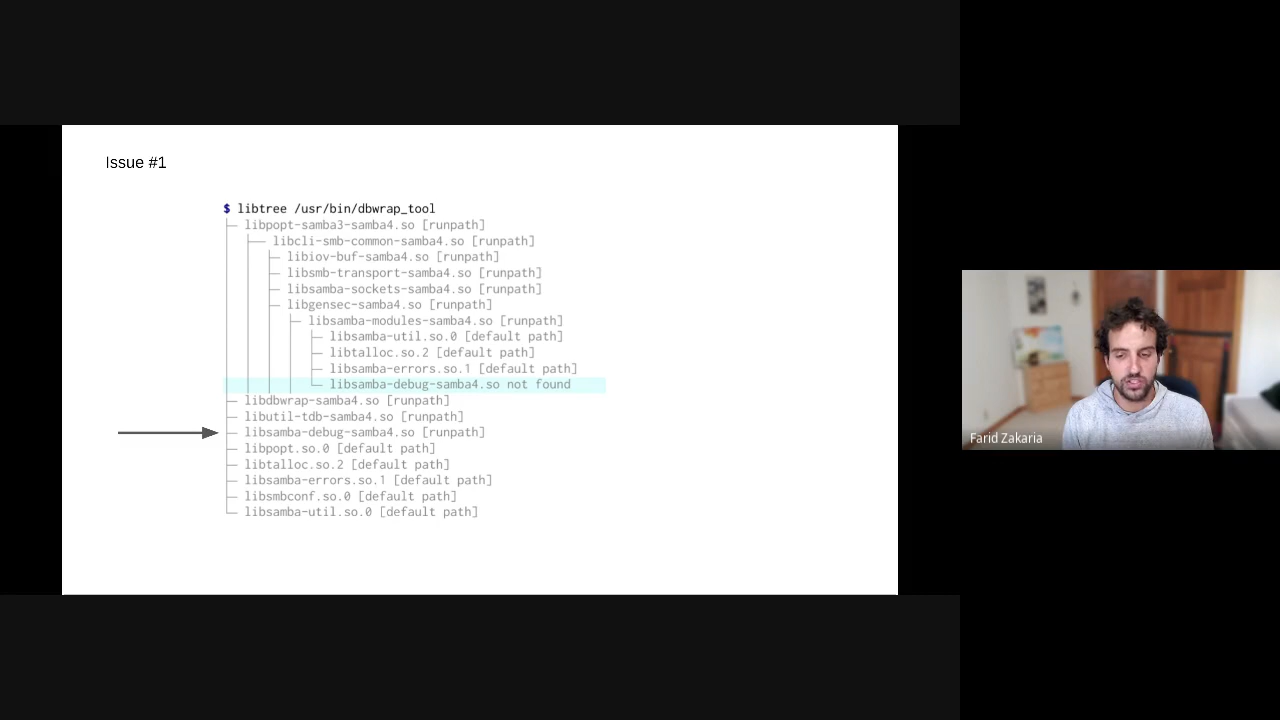 Issue #1
$ libtree /usr/bin/dbwrap_tool
├─ libpopt-samba3-samba4.so [runpath]
│ ├─ libcli-smb-common-samba4.so [runpath]
│ │ ├─ libiov-buf-samba4.so [runpath]
│ │ ├─ libsmb-transport-samba4.so [runpath]
│ │ ├─ libsamba-sockets-samba4.so [runpath]
│ │ ├─ libgensec-samba4.so [runpath]
│ │ │ ├─ libsamba-modules-samba4.so [runpath]
│ │ │ │ ├─ libsamba-util.so.0 [default path]
│ │ │ │ ├─ libtalloc.so.2 [default path]
│ │ │ │ ├─ libsamba-errors.so.1 [default path]
│ │ │ │ └─ libsamba-debug-samba4.so not found
├─ libdbwrap-samba4.so [runpath]
├─ libutil-tdb-samba4.so [runpath]
├─ libsamba-debug-samba4.so [runpath]
├─ libpopt.so.0 [default path]
├─ libtalloc.so.2 [default path]
├─ libsamba-errors.so.1 [default path]
├─ libsmbconf.so.0 [default path]
└─ libsamba-util.so.0 [default path]
Farid Zakaria